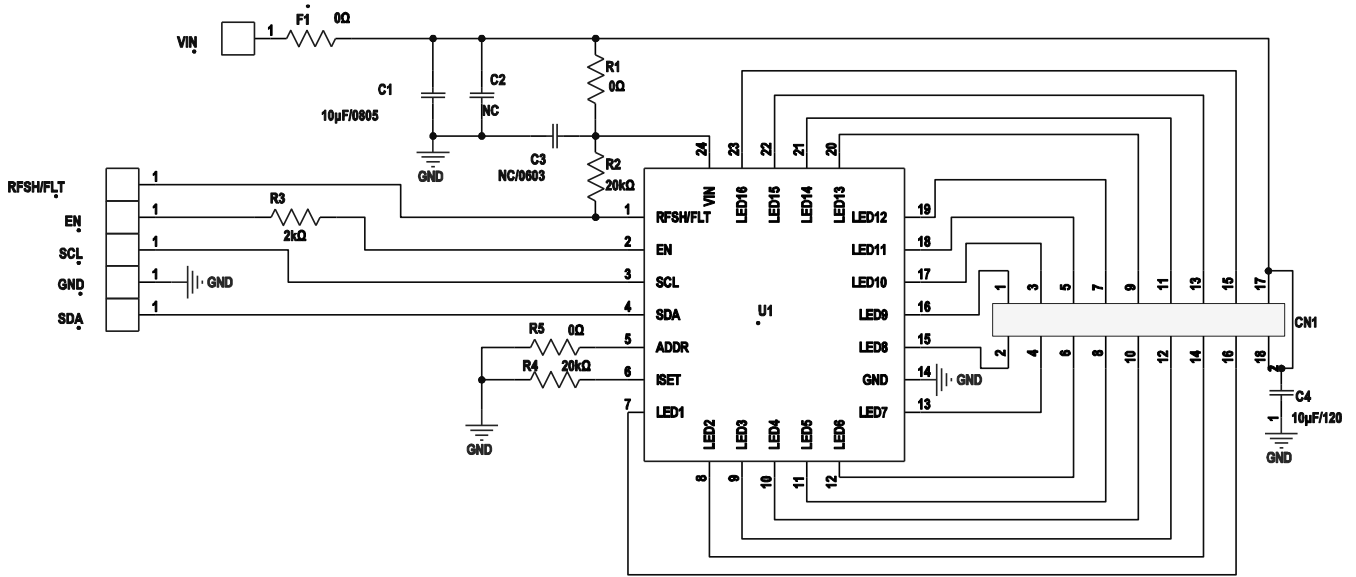 F1 0Ω
VIN 1
R1
0Ω
C1
10µF/0805
C2
NC
C3
NC/0603
R2
20kΩ
GND
24 23 22 21 20
VIN LED16 LED15 LED14 LED13
RFSH/FLT 1
EN 1
R3
2kΩ
SCL 1
GND 1 GND
SDA 1
1 RFSH/FLT
2 EN
3 SCL
4 SDA
5 ADDR
6 ISET
7 LED1
R5 0Ω
R4 20kΩ
GND
U1
LED12 19
LED11 18
LED10 17
LED9 16
LED8 15
GND 14 GND
LED7 13
LED2 LED3 LED4 LED5 LED6
8 9 10 11 12
1 3 5 7 9 11 13 15 17
CN1
2 4 6 8 10 12 14 16 18
2
C4
10µF/120
1
GND